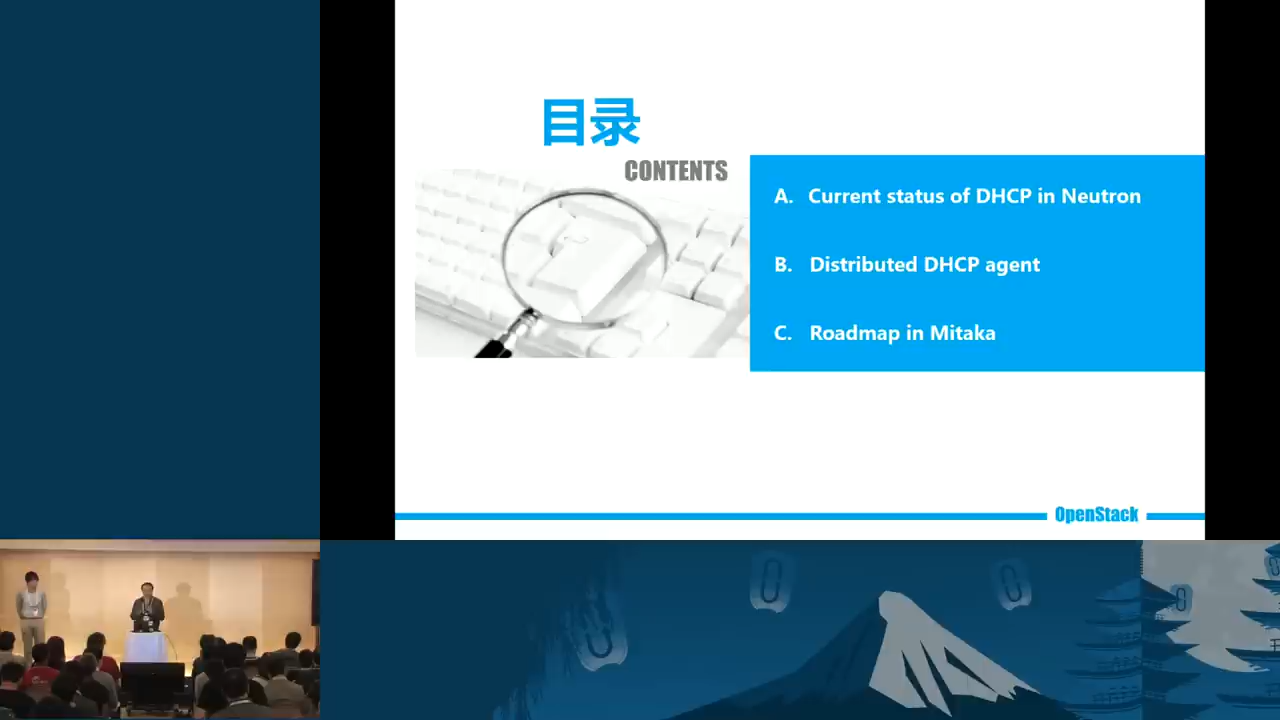 目录
CONTENTS
A. Current status of DHCP in Neutron
B. Distributed DHCP agent
C. Roadmap in Mitaka
OpenStack